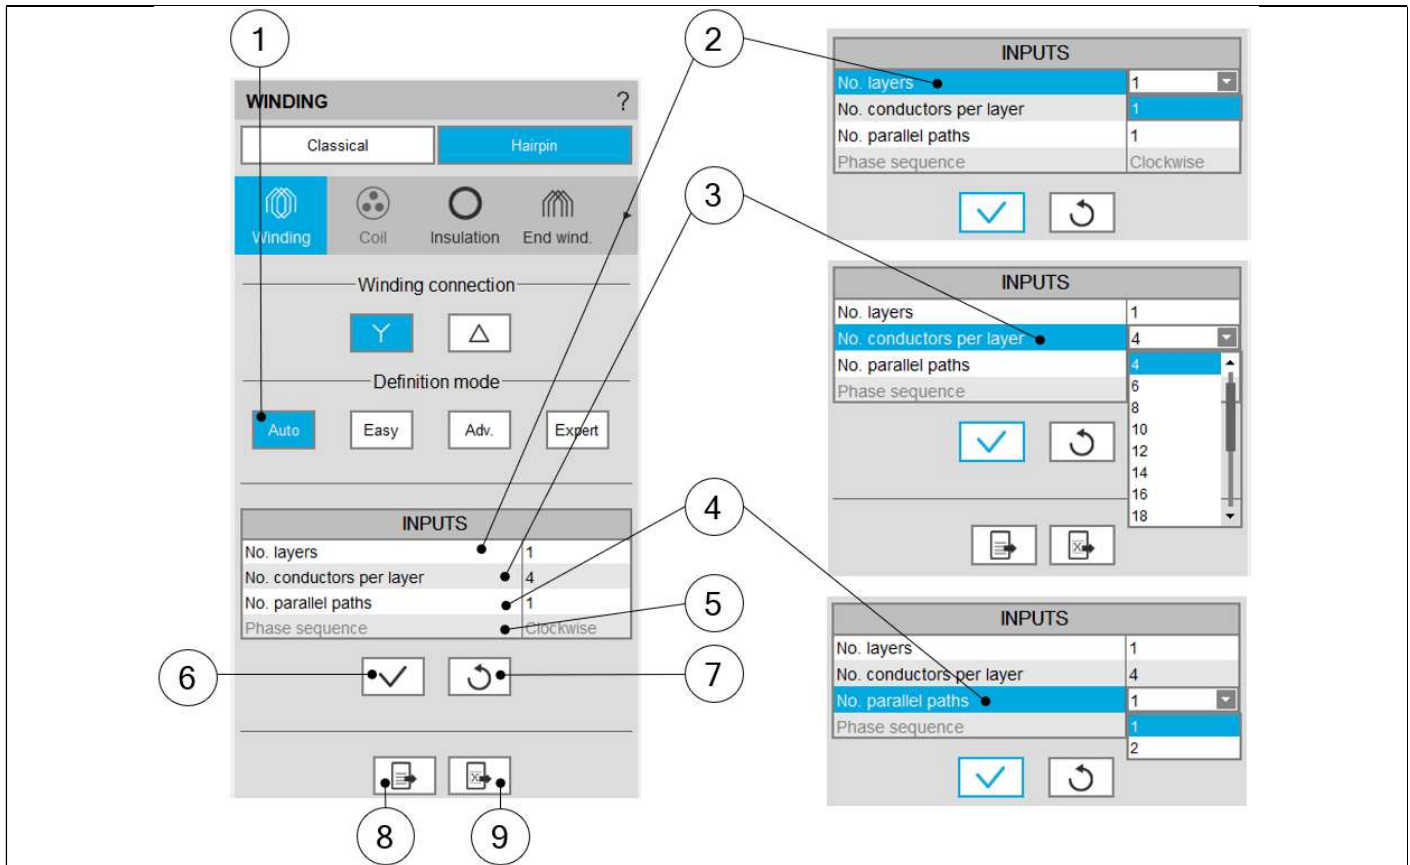 1
2
3
4
5
6
7
8
9
WINDING ?
Classical Hairpin
Winding Coil Insulation End wind.
Winding connection
Y Δ
Definition mode
Auto Easy Adv. Expert
INPUTS
No. layers 1
No. conductors per layer 4
No. parallel paths 1
Phase sequence Clockwise
INPUTS
No. layers 1
No. conductors per layer 1
No. parallel paths 1
Phase sequence Clockwise
INPUTS
No. layers 1
No. conductors per layer 4
No. parallel paths 4
Phase sequence 6
8
10
12
14
16
18
INPUTS
No. layers 1
No. conductors per layer 4
No. parallel paths 1
Phase sequence 1
2